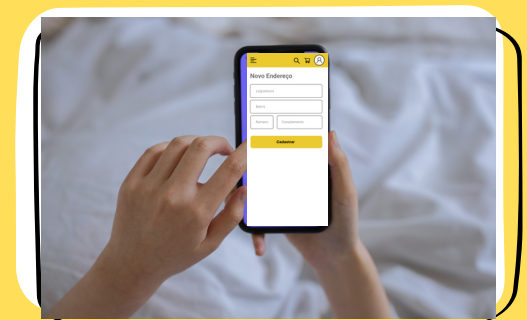 Novo Endereço
Logradouro
Bairro
Número Complemento
Cadastrar